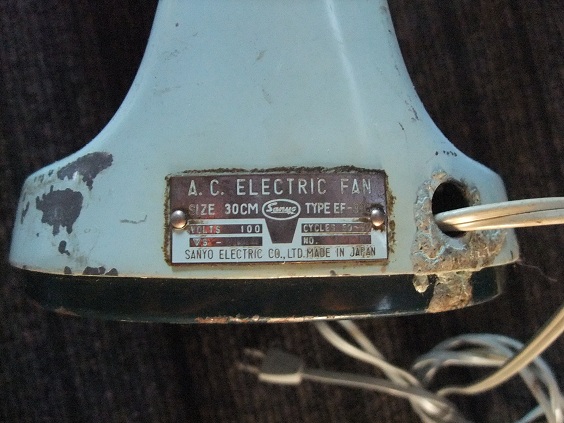 A. C. ELECTRIC FAN
SIZE 30CM Sanyo TYPE EF-
VOLTS 100 CYCLES
NO.
SANYO ELECTRIC CO., LTD. MADE IN JAPAN